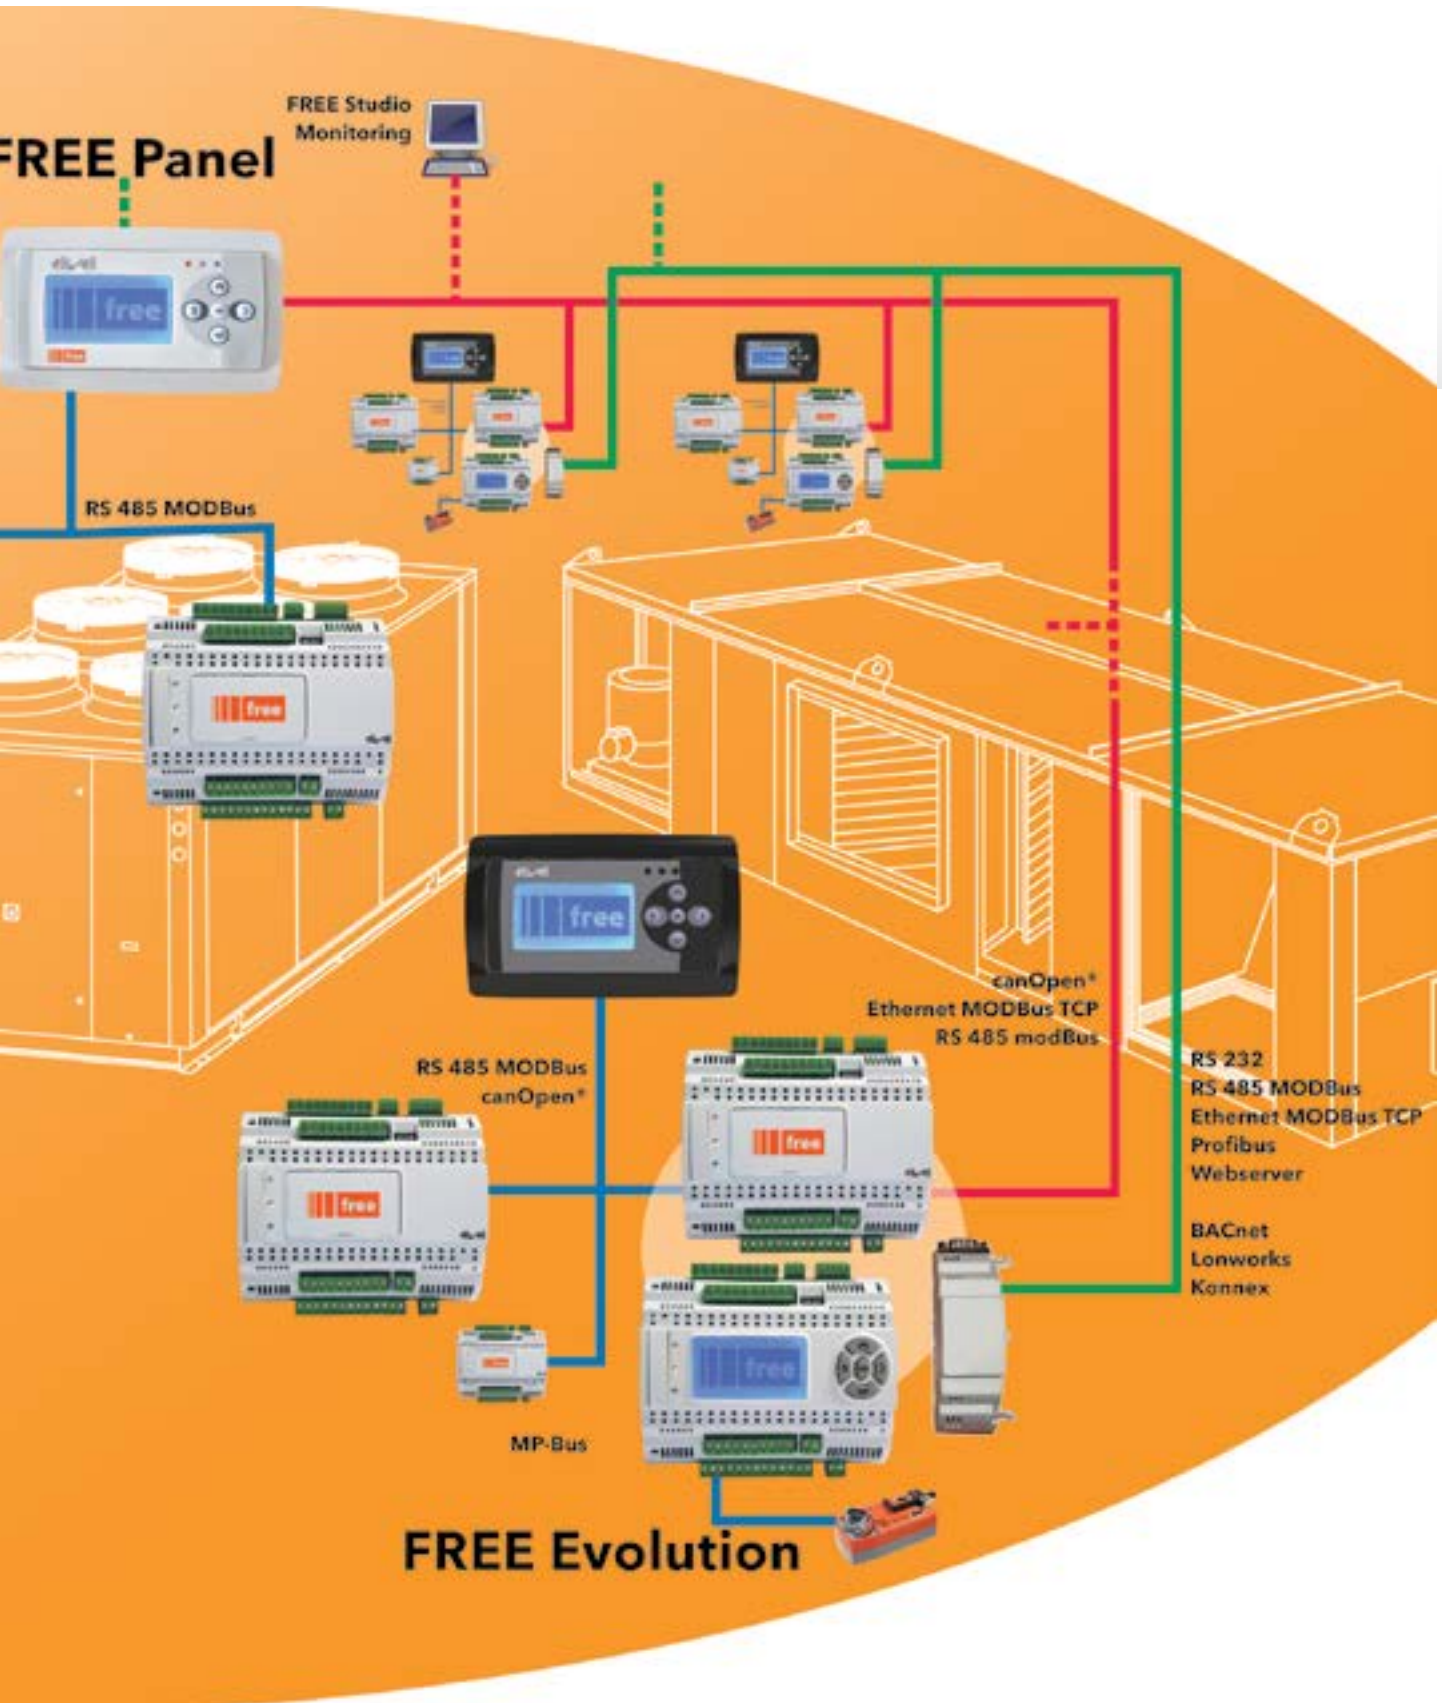 FREE Studio
Monitoring
FREE Panel
eliwell
free
free
RS 485 MODBus
free
free
canOpen*
Ethernet MODBus TCP
RS 485 modBus
RS 485 MODBus
canOpen*
RS 232
RS 485 MODBus
Ethernet MODBus TCP
Profibus
Webserver
free
free
BACnet
Lonworks
Konnex
free
MP-Bus
FREE Evolution